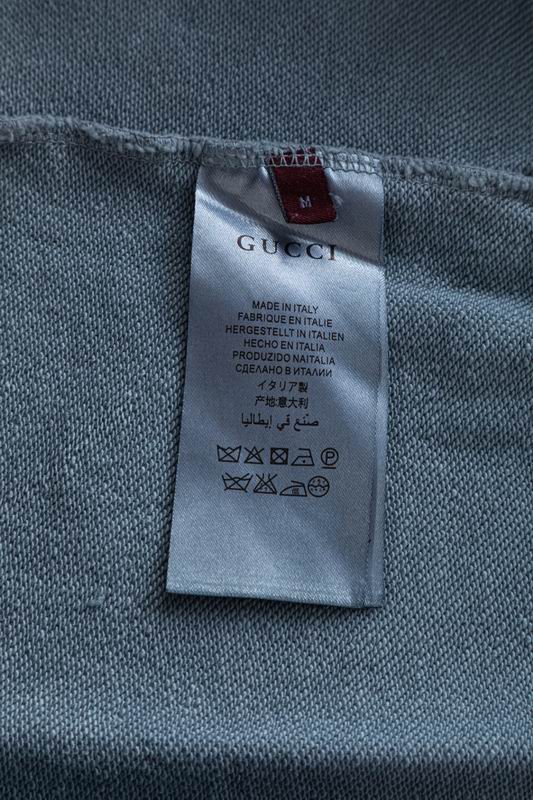 M
GUCCI
MADE IN ITALY
FABRIQUE EN ITALIE
HERGESTELLT IN ITALIEN
HECHO EN ITALIA
PRODUZIDO NAITALIA
СДЕЛАНО В ИТАЛИИ
イタリア製
产地:意大利
صنع في إيطاليا
P